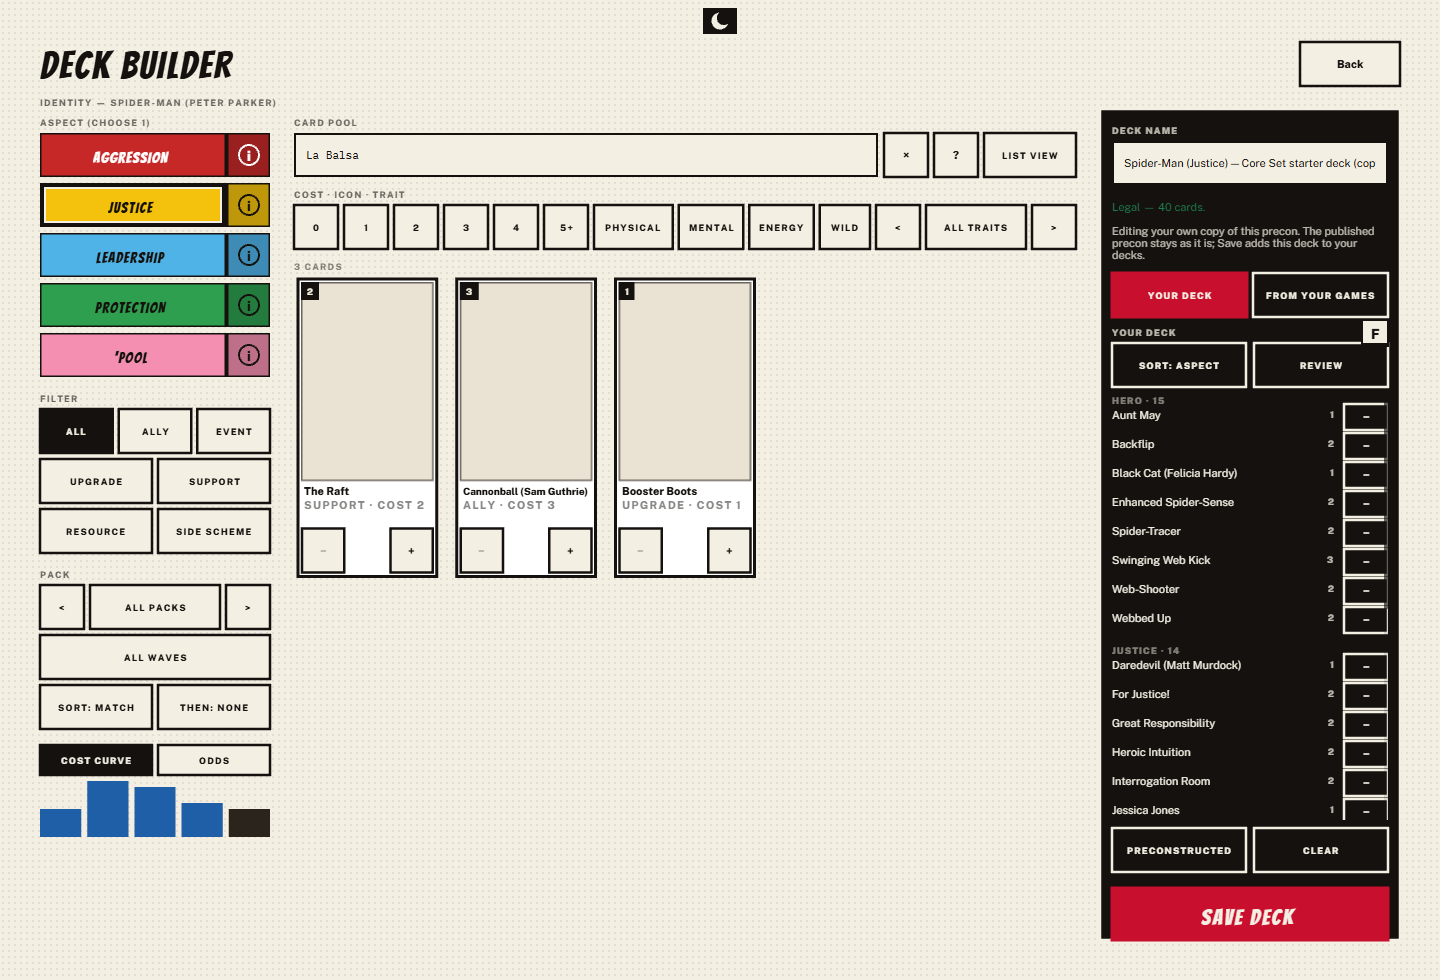 DECK BUILDER
Back
IDENTITY — SPIDER-MAN (PETER PARKER)
ASPECT (CHOOSE 1)
AGGRESSION
i
JUSTICE
i
LEADERSHIP
i
PROTECTION
i
'POOL
i
FILTER
ALL
ALLY
EVENT
UPGRADE
SUPPORT
RESOURCE
SIDE SCHEME
PACK
<
ALL PACKS
>
ALL WAVES
SORT: MATCH
THEN: NONE
COST CURVE
ODDS
CARD POOL
La Balsa
×
?
LIST VIEW
COST · ICON · TRAIT
0
1
2
3
4
5+
PHYSICAL
MENTAL
ENERGY
WILD
<
ALL TRAITS
>
3 CARDS
2
The Raft
SUPPORT · COST 2
–
+
3
Cannonball (Sam Guthrie)
ALLY · COST 3
–
+
1
Booster Boots
UPGRADE · COST 1
–
+
DECK NAME
Spider-Man (Justice) — Core Set starter deck (cop
Legal — 40 cards.
Editing your own copy of this precon. The published
precon stays as it is; Save adds this deck to your
decks.
YOUR DECK
FROM YOUR GAMES
YOUR DECK
F
SORT: ASPECT
REVIEW
HERO · 15
Aunt May 1 –
Backflip 2 –
Black Cat (Felicia Hardy) 1 –
Enhanced Spider-Sense 2 –
Spider-Tracer 2 –
Swinging Web Kick 3 –
Web-Shooter 2 –
Webbed Up 2 –
JUSTICE · 14
Daredevil (Matt Murdock) 1 –
For Justice! 2 –
Great Responsibility 2 –
Heroic Intuition 2 –
Interrogation Room 2 –
Jessica Jones 1 –
PRECONSTRUCTED
CLEAR
SAVE DECK